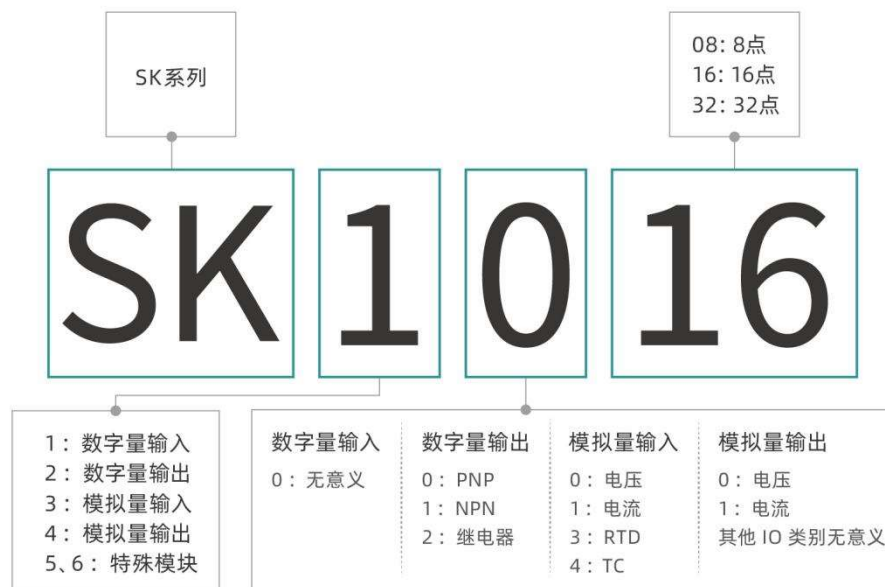 SK系列
08: 8点
16: 16点
32: 32点
SK1016
1： 数字量输入
2： 数字量输出
3： 模拟量输入
4： 模拟量输出
5、6： 特殊模块
数字量输入
0： 无意义
数字量输出
0： PNP
1： NPN
2： 继电器
模拟量输入
0： 电压
1： 电流
3： RTD
4： TC
模拟量输出
0： 电压
1： 电流
其他 IO 类别无意义